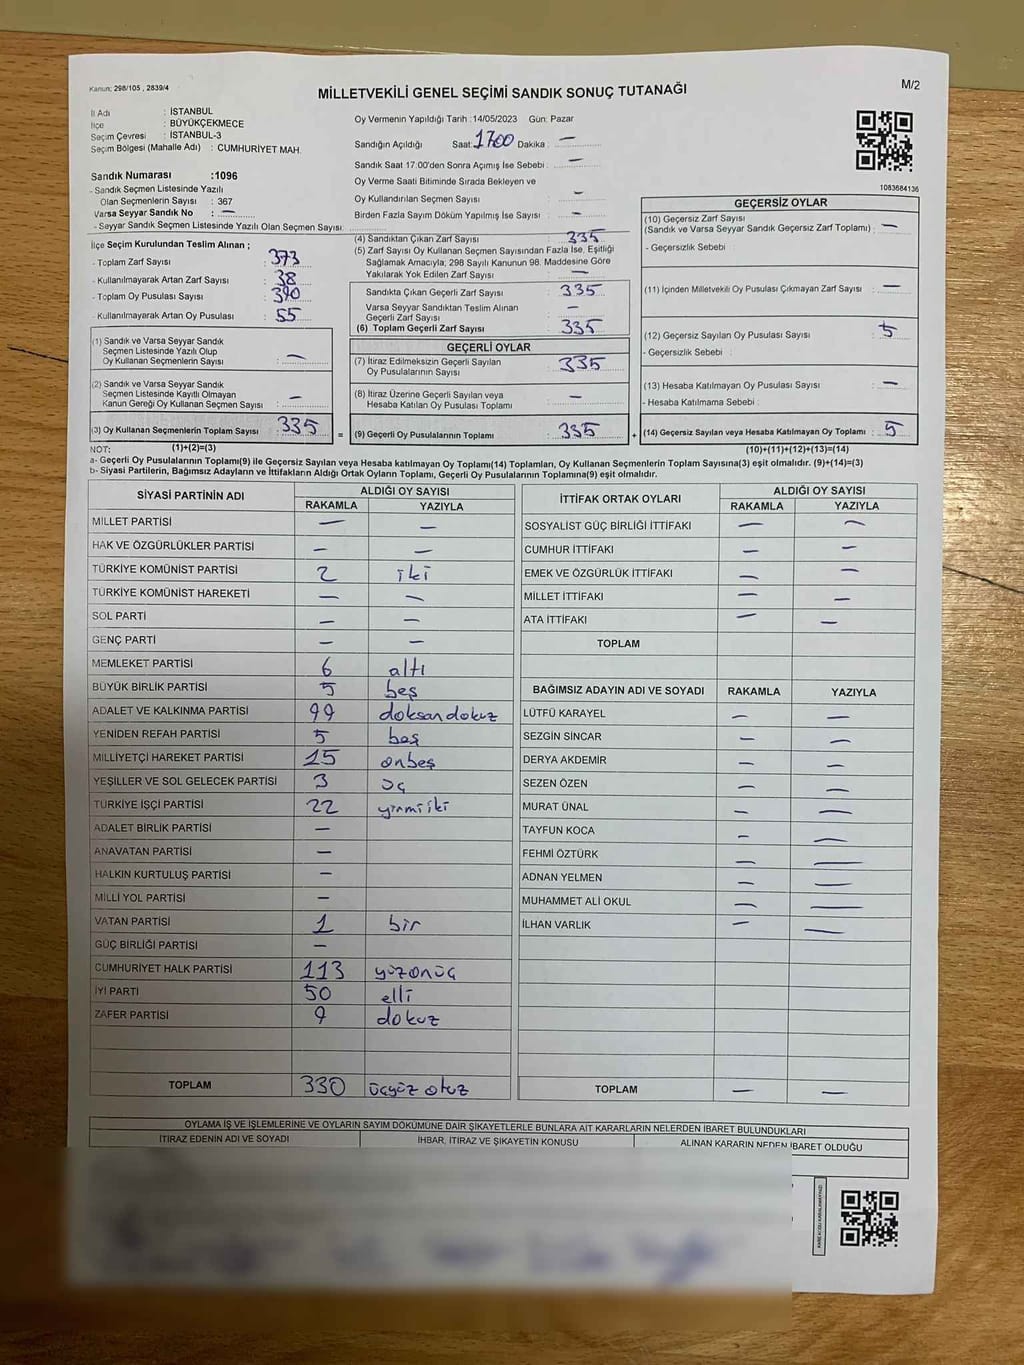 Kanun: 298/105 , 2839/4
MİLLETVEKİLİ GENEL SEÇİMİ SANDIK SONUÇ TUTANAĞI
M/2
İl Adı : İSTANBUL
İlçe : BÜYÜKÇEKMECE
Seçim Çevresi : İSTANBUL-3
Seçim Bölgesi (Mahalle Adı) : CUMHURİYET MAH.
Sandık Numarası :1096
- Sandık Seçmen Listesinde Yazılı
Olan Seçmenlerin Sayısı : 367
Varsa Seyyar Sandık No : —
- Seyyar Sandık Seçmen Listesinde Yazılı Olan Seçmen Sayısı:
Oy Vermenin Yapıldığı Tarih :14/05/2023 Gün: Pazar
Sandığın Açıldığı Saat: 1700 Dakika : —
Sandık Saat 17:00'den Sonra Açımış İse Sebebi : —
Oy Verme Saati Bitiminde Sırada Bekleyen ve
Oy Kullandırılan Seçmen Sayısı : —
Birden Fazla Sayım Döküm Yapılmış İse Sayısı : —
1083684136
İlçe Seçim Kurulundan Teslim Alınan ;
- Toplam Zarf Sayısı : 373
- Kullanılmayarak Artan Zarf Sayısı : 38
- Toplam Oy Pusulası Sayısı : 390
- Kullanılmayarak Artan Oy Pusulası : 55
(1) Sandık ve Varsa Seyyar Sandık
Seçmen Listesinde Yazılı Olup
Oy Kullanan Seçmenlerin Sayısı : —
(2) Sandık ve Varsa Seyyar Sandık
Seçmen Listesinde Kayıtlı Olmayan
Kanun Gereği Oy Kullanan Seçmen Sayısı : —
(3) Oy Kullanan Seçmenlerin Toplam Sayısı : 335
(4) Sandıktan Çıkan Zarf Sayısı : 335
(5) Zarf Sayısı Oy Kullanan Seçmen Sayısından Fazla İse, Eşitliği
Sağlamak Amacıyla; 298 Sayılı Kanunun 98. Maddesine Göre
Yakılarak Yok Edilen Zarf Sayısı : —
Sandıkta Çıkan Geçerli Zarf Sayısı : 335
Varsa Seyyar Sandıktan Teslim Alınan
Geçerli Zarf Sayısı : —
(6) Toplam Geçerli Zarf Sayısı : 335
GEÇERLİ OYLAR
(7) İtiraz Edilmeksizin Geçerli Sayılan
Oy Pusulalarının Sayısı : 335
(8) İtiraz Üzerine Geçerli Sayılan veya
Hesaba Katılan Oy Pusulası Toplamı : —
= (9) Geçerli Oy Pusulalarının Toplamı : 335 +
GEÇERSİZ OYLAR
(10) Geçersiz Zarf Sayısı
(Sandık ve Varsa Seyyar Sandık Geçersiz Zarf Toplamı) : —
- Geçersizlik Sebebi :
(11) İçinden Milletvekili Oy Pusulası Çıkmayan Zarf Sayısı : —
(12) Geçersiz Sayılan Oy Pusulası Sayısı : 5
- Geçersizlik Sebebi :
(13) Hesaba Katılmayan Oy Pusulası Sayısı : —
- Hesaba Katılmama Sebebi :
(14) Geçersiz Sayılan veya Hesaba Katılmayan Oy Toplamı : 5
NOT: (1)+(2)=(3) (10)+(11)+(12)+(13)=(14)
a- Geçerli Oy Pusulalarının Toplamı(9) ile Geçersiz Sayılan veya Hesaba katılmayan Oy Toplamı(14) Toplamları, Oy Kullanan Seçmenlerin Toplam Sayısına(3) eşit olmalıdır. (9)+(14)=(3)
b- Siyasi Partilerin, Bağımsız Adayların ve İttifakların Aldığı Ortak Oyların Toplamı, Geçerli Oy Pusulalarının Toplamına(9) eşit olmalıdır.
SİYASİ PARTİNİN ADI ALDIĞI OY SAYISI
RAKAMLA YAZIYLA
MİLLET PARTİSİ — —
HAK VE ÖZGÜRLÜKLER PARTİSİ — —
TÜRKİYE KOMÜNİST PARTİSİ 2 iki
TÜRKİYE KOMÜNİST HAREKETİ — —
SOL PARTİ — —
GENÇ PARTİ — —
MEMLEKET PARTİSİ 6 altı
BÜYÜK BİRLİK PARTİSİ 5 beş
ADALET VE KALKINMA PARTİSİ 99 doksan dokuz
YENİDEN REFAH PARTİSİ 5 beş
MİLLİYETÇİ HAREKET PARTİSİ 15 onbeş
YEŞİLLER VE SOL GELECEK PARTİSİ 3 üç
TÜRKİYE İŞÇİ PARTİSİ 22 yirmi iki
ADALET BİRLİK PARTİSİ —
ANAVATAN PARTİSİ —
HALKIN KURTULUŞ PARTİSİ —
MİLLİ YOL PARTİSİ —
VATAN PARTİSİ 1 bir
GÜÇ BİRLİĞİ PARTİSİ —
CUMHURİYET HALK PARTİSİ 113 yüzonüç
İYİ PARTİ 50 elli
ZAFER PARTİSİ 9 dokuz
TOPLAM 330 üçyüz otuz
İTTİFAK ORTAK OYLARI ALDIĞI OY SAYISI
RAKAMLA YAZIYLA
SOSYALİST GÜÇ BİRLİĞİ İTTİFAKI — —
CUMHUR İTTİFAKI — —
EMEK VE ÖZGÜRLÜK İTTİFAKI — —
MİLLET İTTİFAKI — —
ATA İTTİFAKI — —
TOPLAM
BAĞIMSIZ ADAYIN ADI VE SOYADI RAKAMLA YAZIYLA
LÜTFÜ KARAYEL — —
SEZGİN SİNCAR — —
DERYA AKDEMİR — —
SEZEN ÖZEN — —
MURAT ÜNAL — —
TAYFUN KOCA — —
FEHMİ ÖZTÜRK — —
ADNAN YELMEN — —
MUHAMMET ALİ OKUL — —
İLHAN VARLIK — —
TOPLAM — —
OYLAMA İŞ VE İŞLEMLERİNE VE OYLARIN SAYIM DÖKÜMÜNE DAİR ŞİKAYETLERLE BUNLARA AİT KARARLARIN NELERDEN İBARET BULUNDUKLARI
İTİRAZ EDENİN ADI VE SOYADI İHBAR, İTİRAZ VE ŞİKAYETİN KONUSU ALINAN KARARIN NEDEN İBARET OLDUĞU